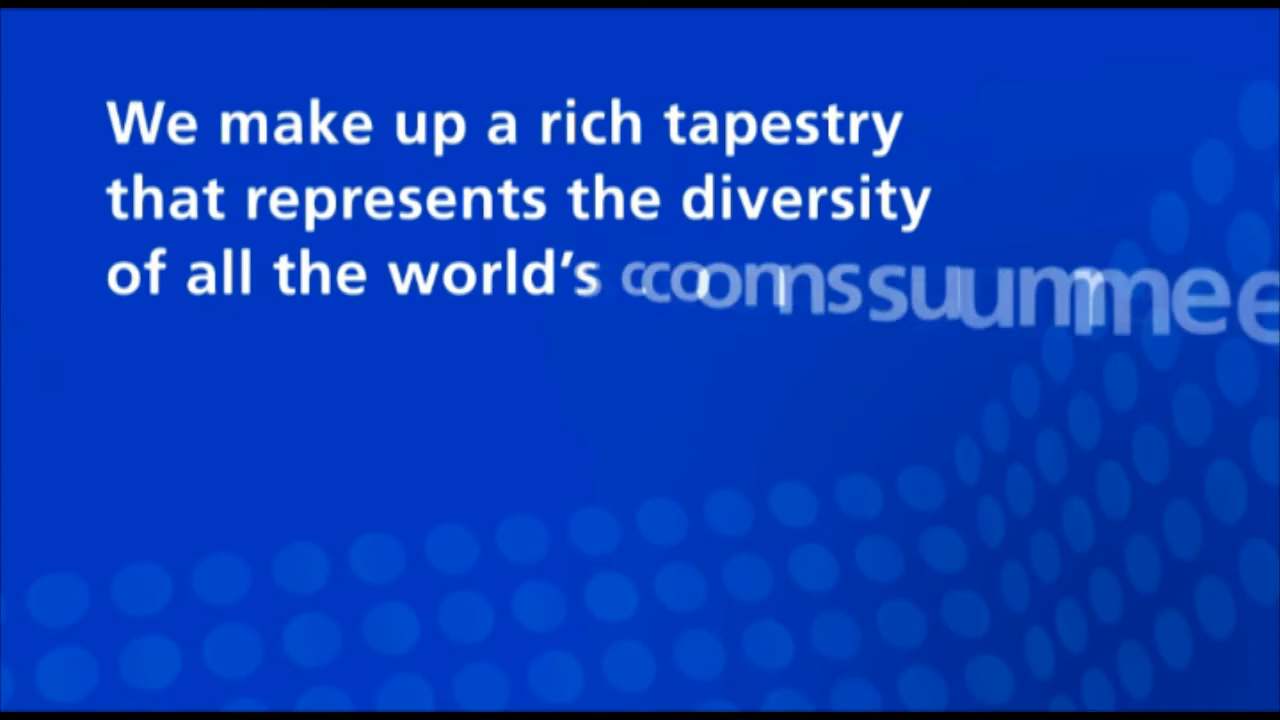 We make up a rich tapestry
that represents the diversity
of all the world's